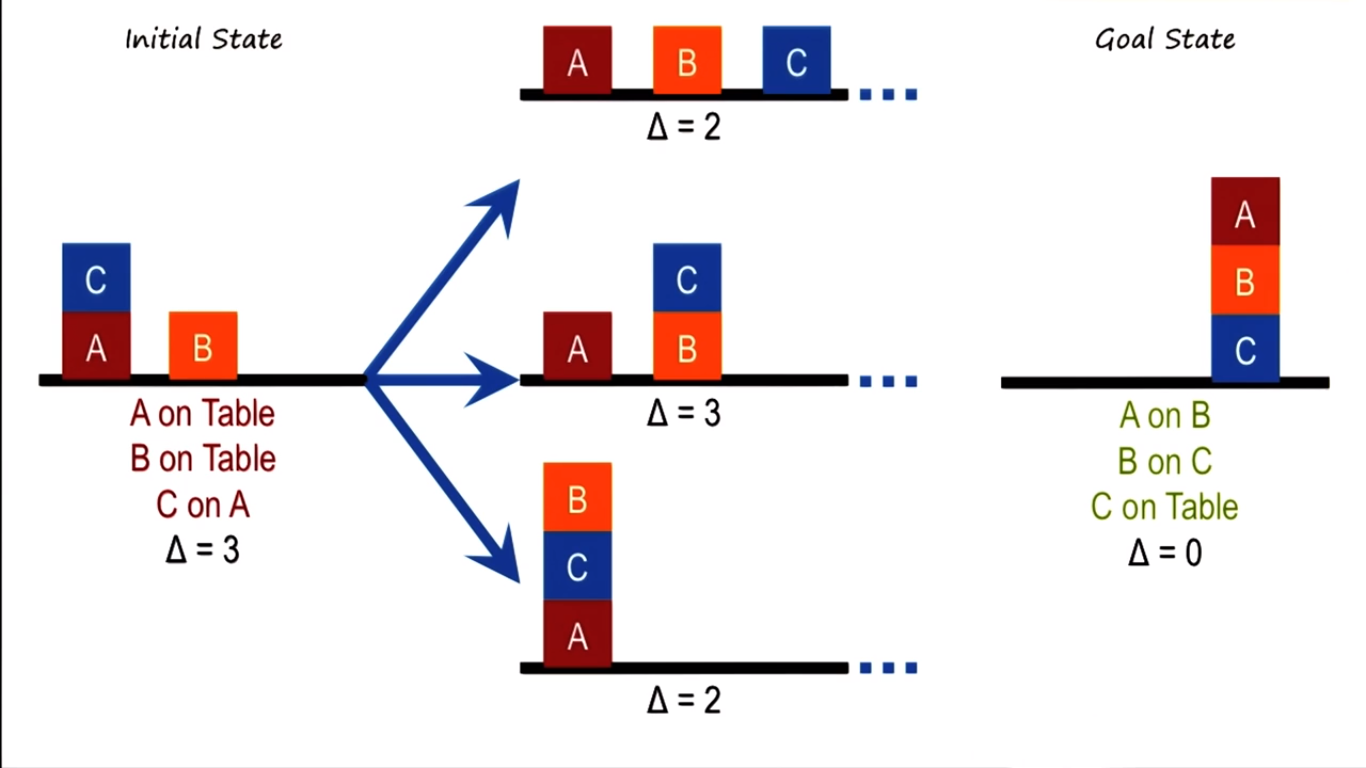 Initial State
A B C
Δ = 2
Goal State
C
A B
A on Table
B on Table
C on A
Δ = 3
C
A B
Δ = 3
B
C
A
Δ = 2
A
B
C
A on B
B on C
C on Table
Δ = 0